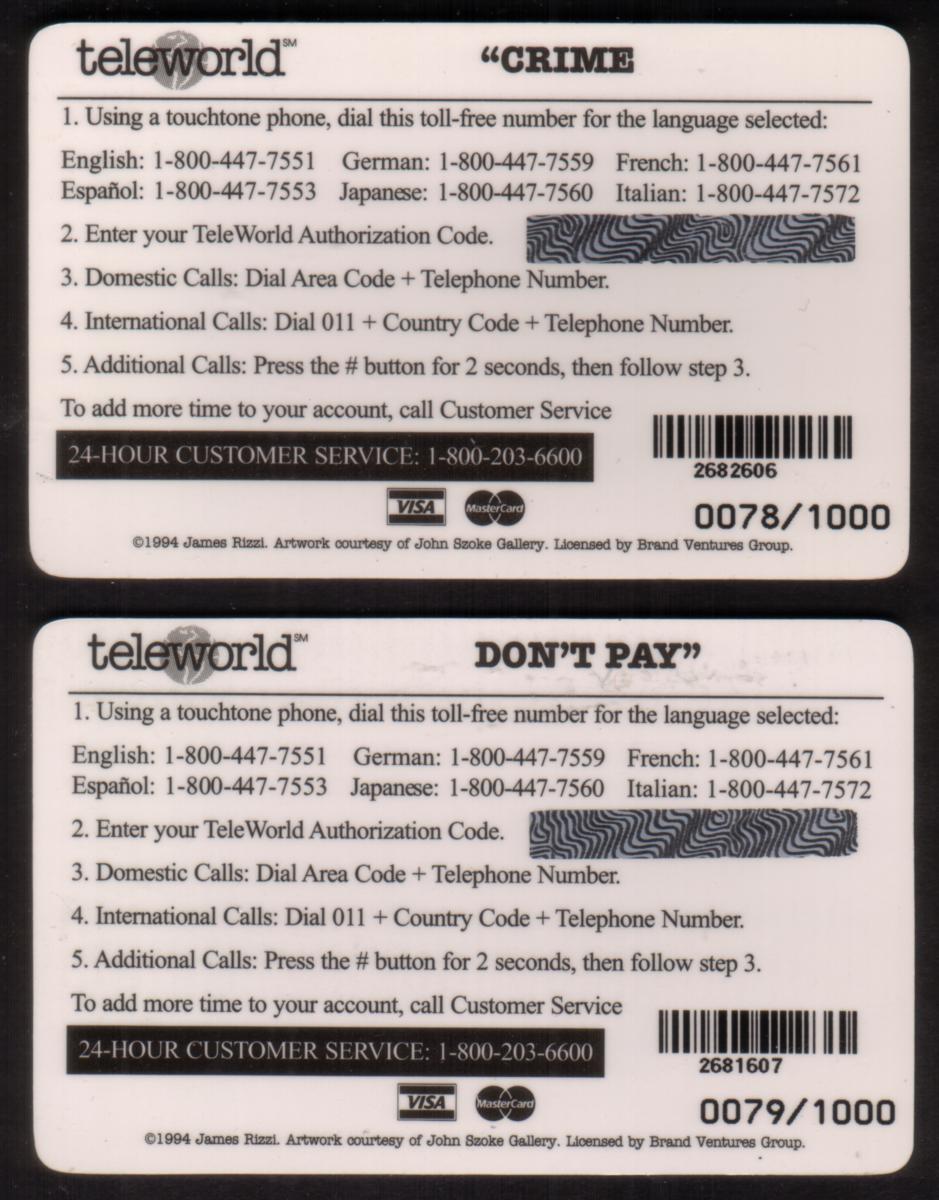 teleworld℠ “CRIME
1. Using a touchtone phone, dial this toll-free number for the language selected:
English: 1-800-447-7551 German: 1-800-447-7559 French: 1-800-447-7561
Español: 1-800-447-7553 Japanese: 1-800-447-7560 Italian: 1-800-447-7572
2. Enter your TeleWorld Authorization Code.
3. Domestic Calls: Dial Area Code + Telephone Number.
4. International Calls: Dial 011 + Country Code + Telephone Number.
5. Additional Calls: Press the # button for 2 seconds, then follow step 3.
To add more time to your account, call Customer Service
24-HOUR CUSTOMER SERVICE: 1-800-203-6600
2682606
VISA MasterCard
0078/1000
©1994 James Rizzi. Artwork courtesy of John Szoke Gallery. Licensed by Brand Ventures Group.
teleworld℠ DON'T PAY”
1. Using a touchtone phone, dial this toll-free number for the language selected:
English: 1-800-447-7551 German: 1-800-447-7559 French: 1-800-447-7561
Español: 1-800-447-7553 Japanese: 1-800-447-7560 Italian: 1-800-447-7572
2. Enter your TeleWorld Authorization Code.
3. Domestic Calls: Dial Area Code + Telephone Number.
4. International Calls: Dial 011 + Country Code + Telephone Number.
5. Additional Calls: Press the # button for 2 seconds, then follow step 3.
To add more time to your account, call Customer Service
24-HOUR CUSTOMER SERVICE: 1-800-203-6600
2681607
VISA MasterCard
0079/1000
©1994 James Rizzi. Artwork courtesy of John Szoke Gallery. Licensed by Brand Ventures Group.